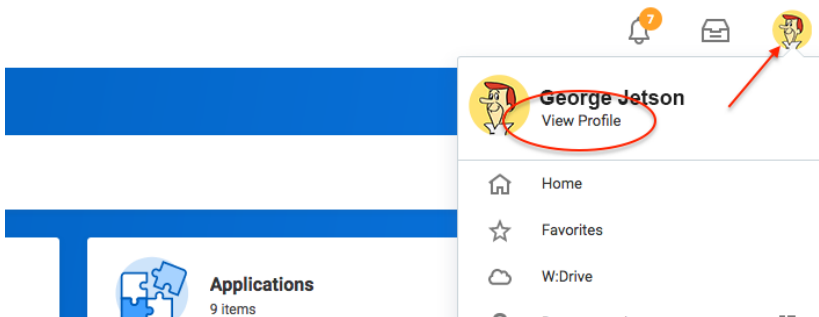 7
George Jetson
View Profile
Home
Favorites
W:Drive
Applications
9 items